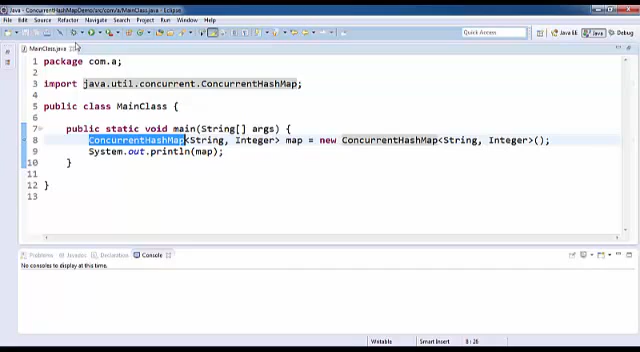 Java - ConcurrentHashMapDemo/src/com/a/MainClass.java - Eclipse
File Edit Source Refactor Navigate Search Project Run Window Help
Quick Access
Java EE Java Debug
MainClass.java
1 package com.a;
2
3 import java.util.concurrent.ConcurrentHashMap;
4
5 public class MainClass {
6
7 public static void main(String[] args) {
8 ConcurrentHashMap<String, Integer> map = new ConcurrentHashMap<String, Integer>();
9 System.out.println(map);
10 }
11
12 }
13
Problems Javadoc Declaration Console
No consoles to display at this time.
Writable Smart Insert